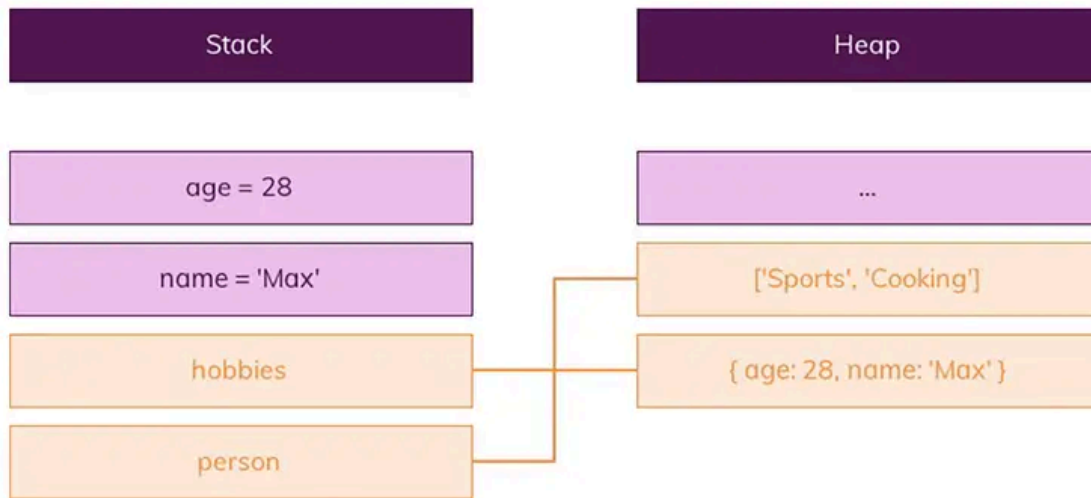 Stack
Heap
age = 28
...
name = 'Max'
['Sports', 'Cooking']
hobbies
{ age: 28, name: 'Max' }
person